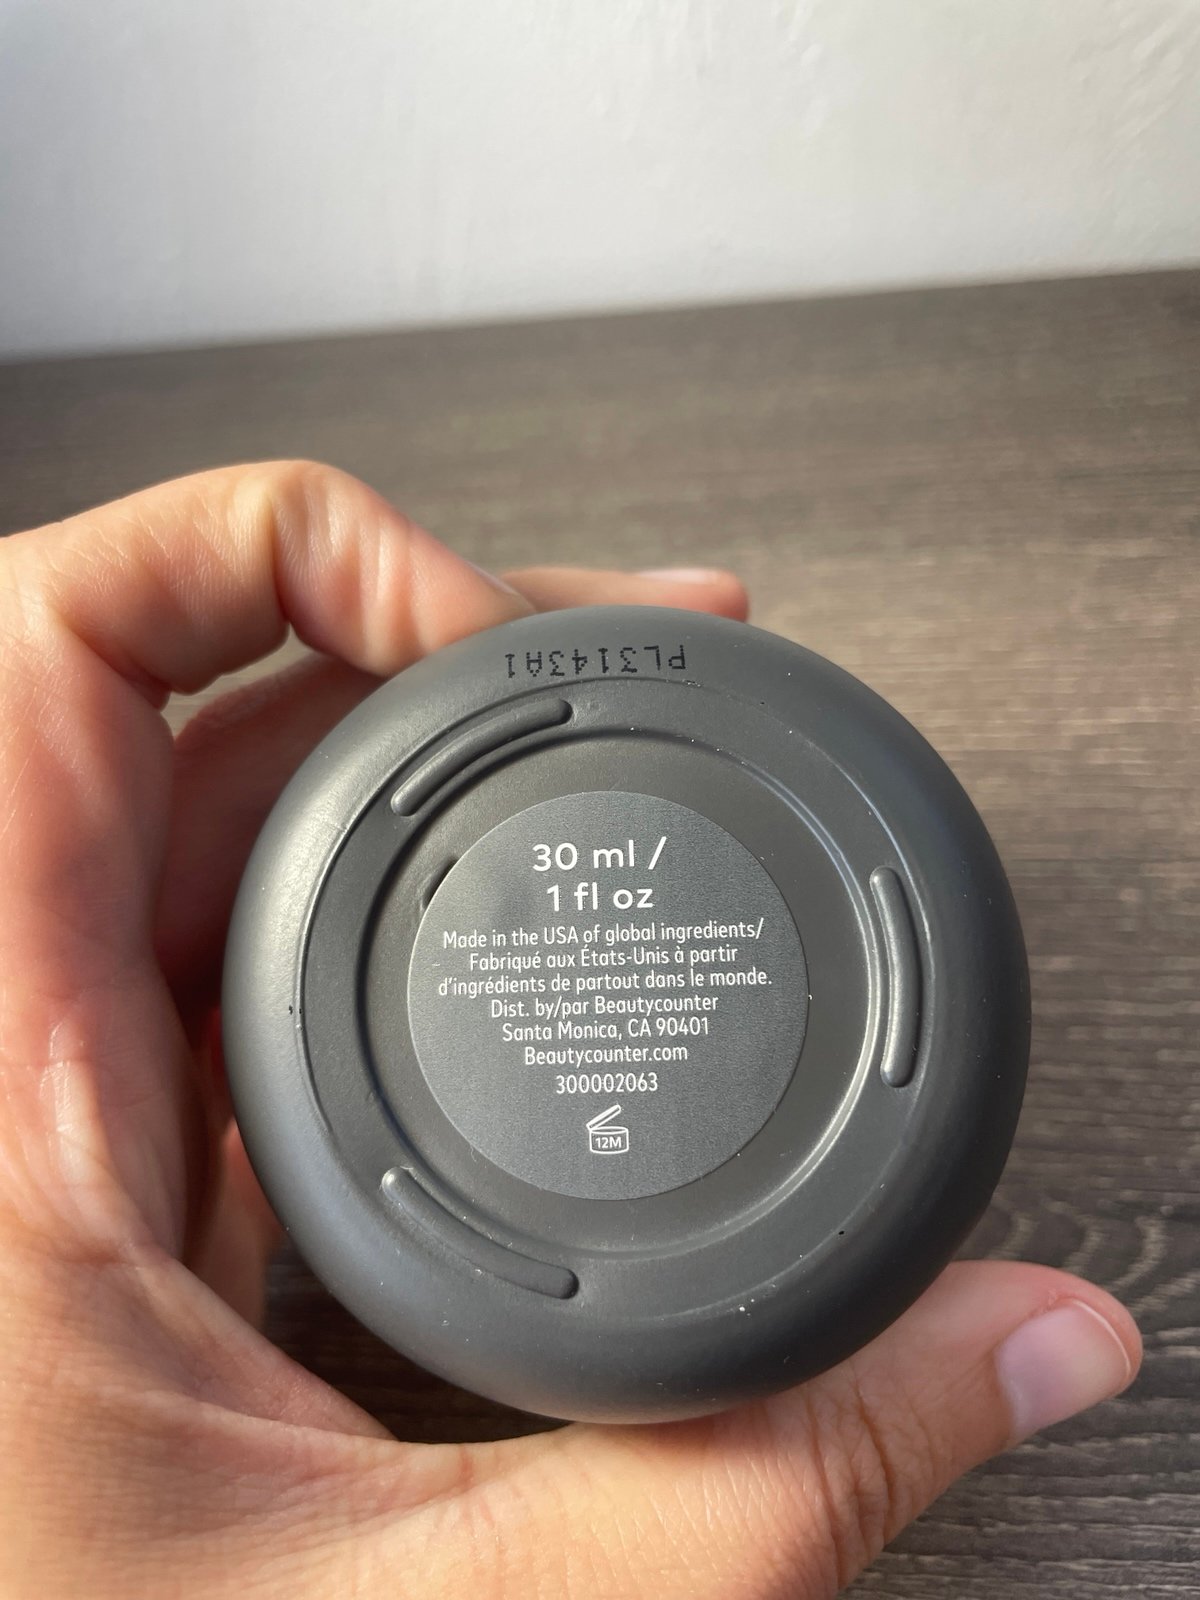 PL3143A1
30 ml /
1 fl oz
Made in the USA of global ingredients/
Fabriqué aux États-Unis à partir
d'ingrédients de partout dans le monde.
Dist. by/par Beautycounter
Santa Monica, CA 90401
Beautycounter.com
300002063
12M